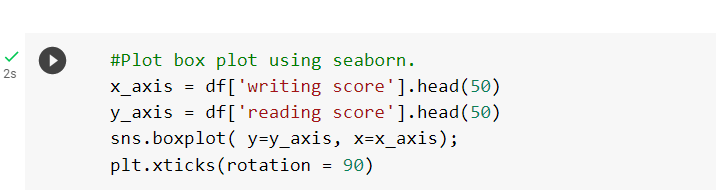 #Plot box plot using seaborn.
2s
x_axis = df['writing score'].head(50)
y_axis = df['reading score'].head(50)
sns.boxplot( y=y_axis, x=x_axis);
plt.xticks(rotation = 90)